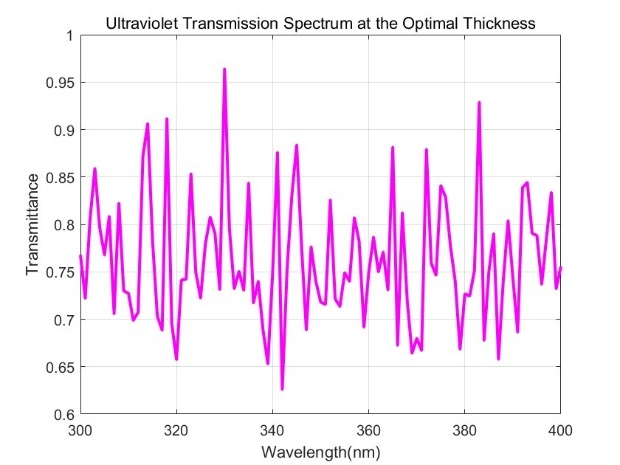 Ultraviolet Transmission Spectrum at the Optimal Thickness
1
0.95
0.9
0.85
0.8
0.75
0.7
0.65
0.6
Transmittance
300 320 340 360 380 400
Wavelength(nm)